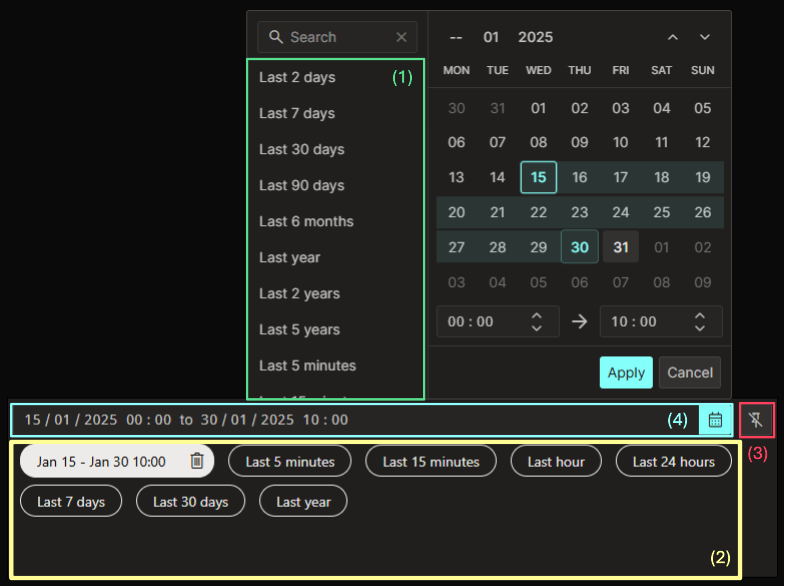 Search
-- 01 2025
Last 2 days (1)
Last 7 days
Last 30 days
Last 90 days
Last 6 months
Last year
Last 2 years
Last 5 years
Last 5 minutes
MON TUE WED THU FRI SAT SUN
30 31 01 02 03 04 05
06 07 08 09 10 11 12
13 14 15 16 17 18 19
20 21 22 23 24 25 26
27 28 29 30 31 01 02
03 04 05 06 07 08 09
00 : 00 → 10 : 00
Apply Cancel
15 / 01 / 2025 00 : 00 to 30 / 01 / 2025 10 : 00 (4)
(3)
Jan 15 - Jan 30 10:00 Last 5 minutes Last 15 minutes Last hour Last 24 hours
Last 7 days Last 30 days Last year
(2)